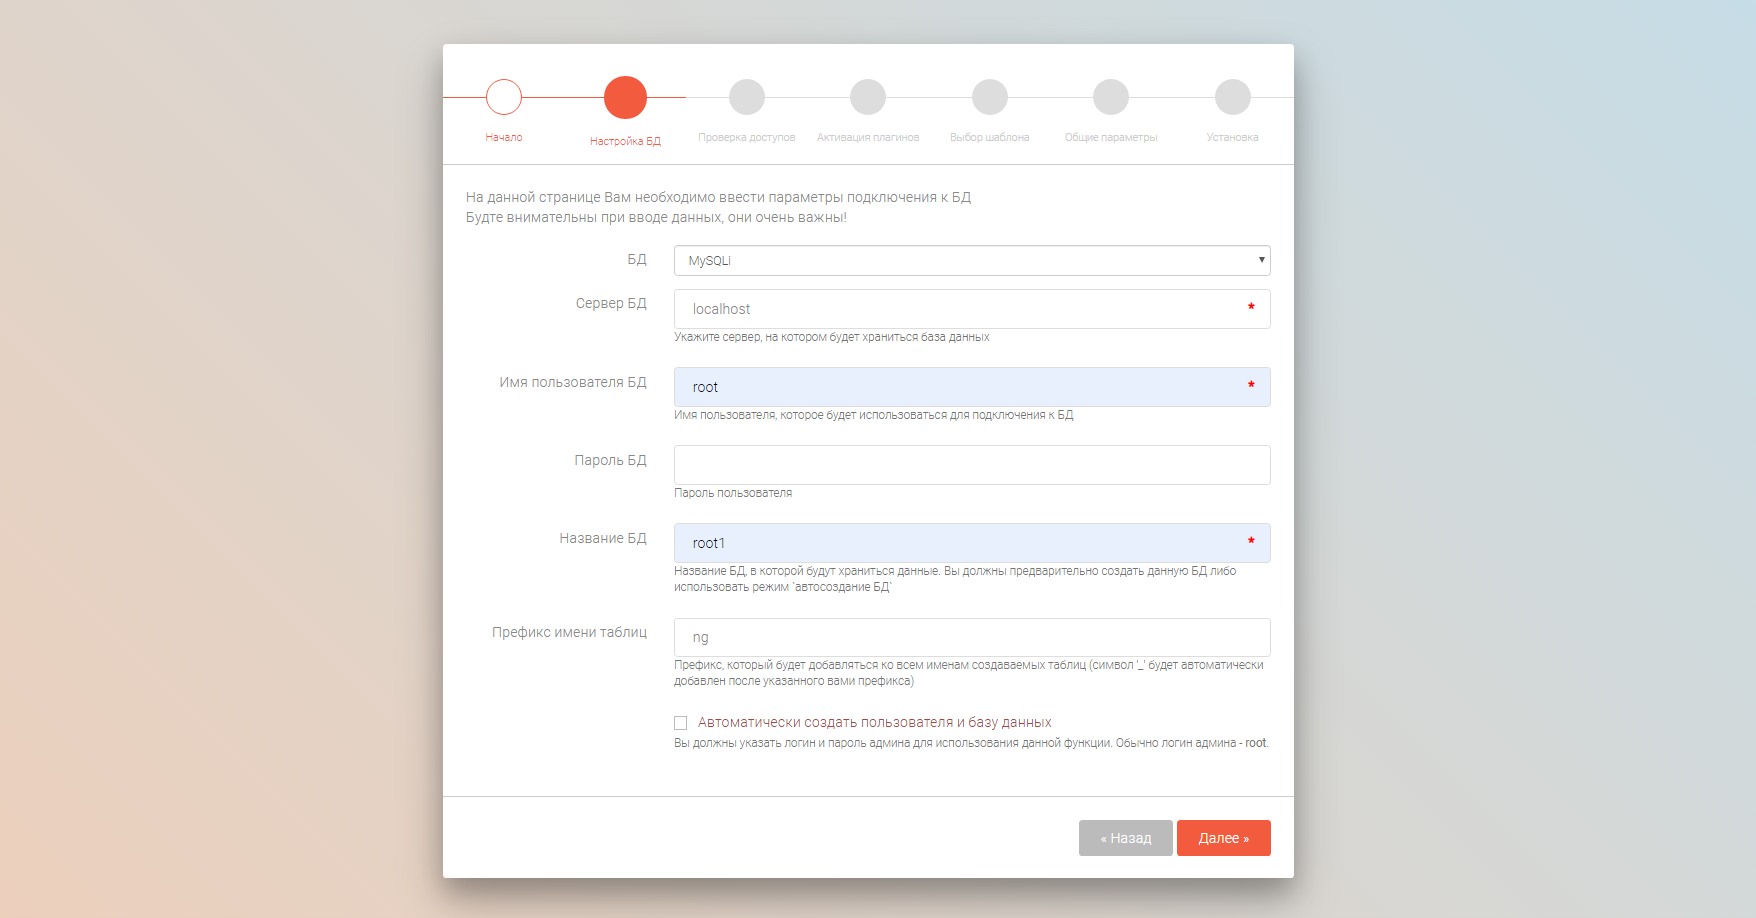 Начало
Настройка БД
Проверка доступов
Активация плагинов
Выбор шаблона
Общие параметры
Установка
На данной странице Вам необходимо ввести параметры подключения к БД
Будте внимательны при вводе данных, они очень важны!
БД
MySQLi
Сервер БД
localhost *
Укажите сервер, на котором будет храниться база данных
Имя пользователя БД
root *
Имя пользователя, которое будет использоваться для подключения к БД
Пароль БД
Пароль пользователя
Название БД
root1 *
Название БД, в которой будут храниться данные. Вы должны предварительно создать данную БД либо
использовать режим `автосоздание БД`
Префикс имени таблиц
ng
Префикс, который будет добавляться ко всем именам создаваемых таблиц (символ '_' будет автоматически
добавлен после указанного вами префикса)
Автоматически создать пользователя и базу данных
Вы должны указать логин и пароль админа для использования данной функции. Обычно логин админа - root.
« Назад
Далее »